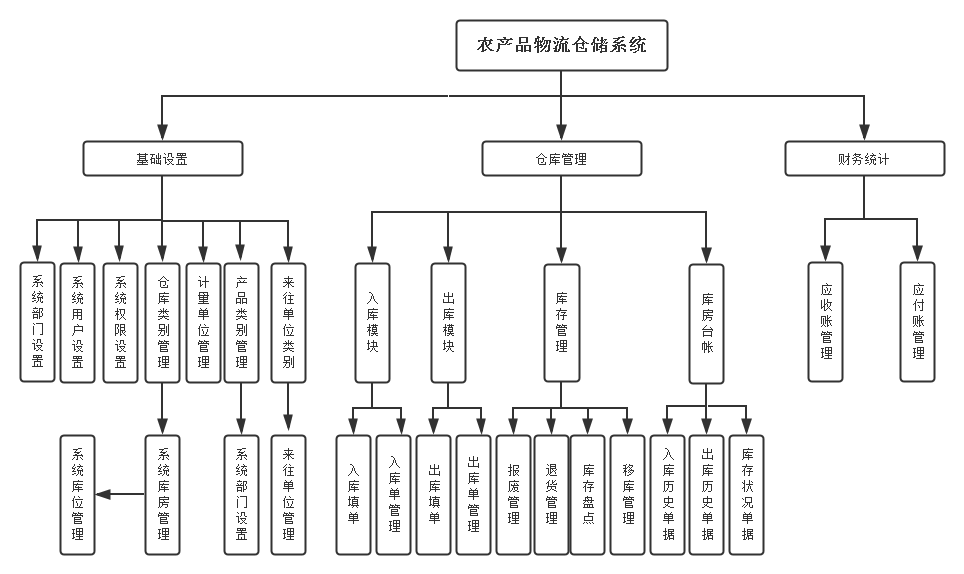 农产品物流仓储系统
基础设置
仓库管理
财务统计
系统部门设置
系统用户设置
系统权限设置
仓库类别管理
计量单位管理
产品类别管理
来往单位类别
入库模块
出库模块
库存管理
库房台帐
应收账管理
应付账管理
系统库位管理
系统库房管理
系统部门设置
来往单位管理
入库填单
入库单管理
出库填单
出库单管理
报废管理
退货管理
库存盘点
移库管理
入库历史单据
出库历史单据
库存状况单据